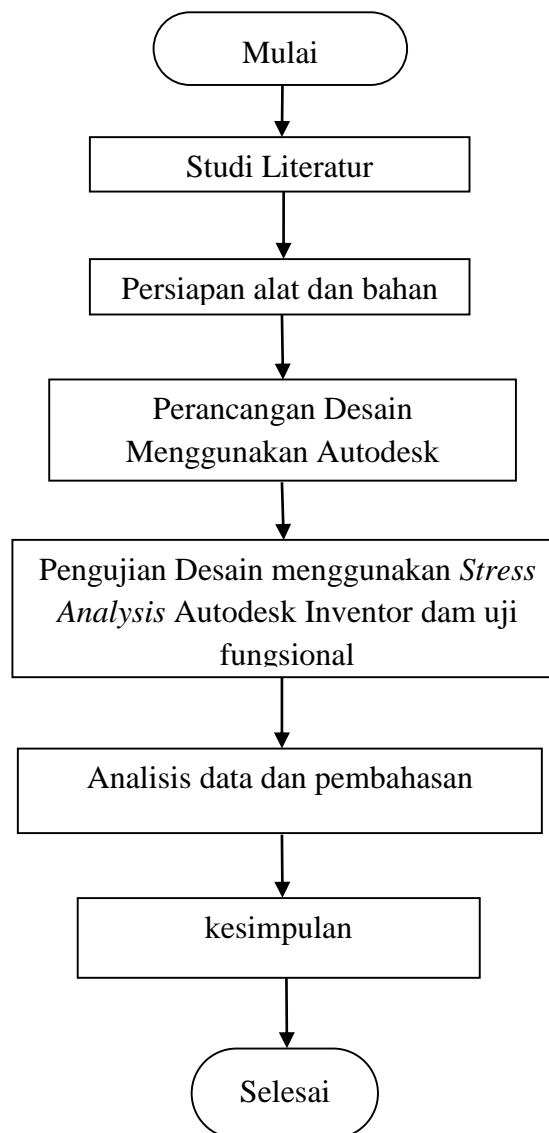 Mulai
Studi Literatur
Persiapan alat dan bahan
Perancangan Desain
Menggunakan Autodesk
Pengujian Desain menggunakan Stress
Analysis Autodesk Inventor dam uji
fungsional
Analisis data dan pembahasan
kesimpulan
Selesai